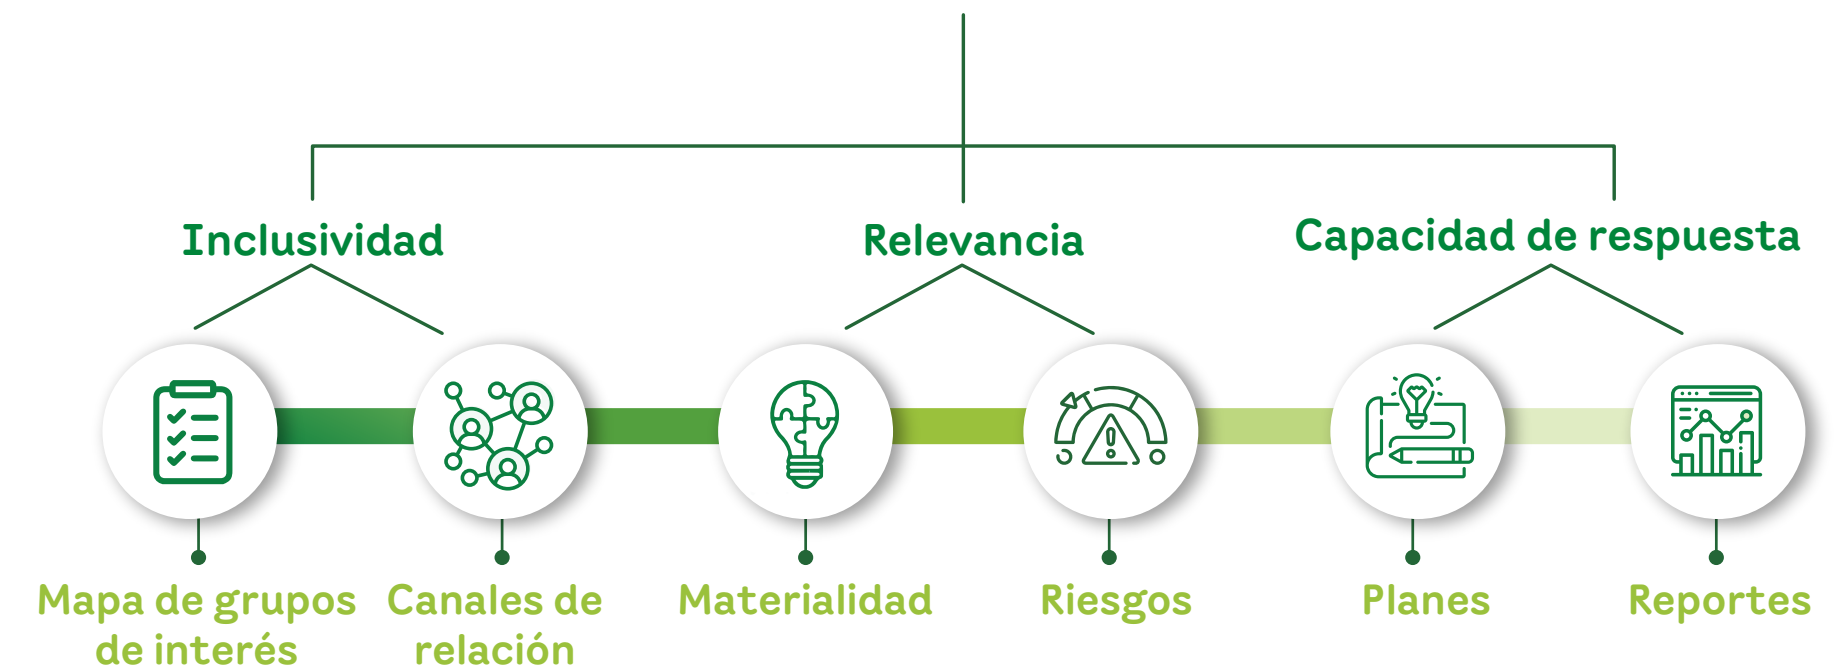 Inclusividad
Relevancia
Capacidad de respuesta
Mapa de grupos
de interés
Canales de
relación
Materialidad
Riesgos
Planes
Reportes